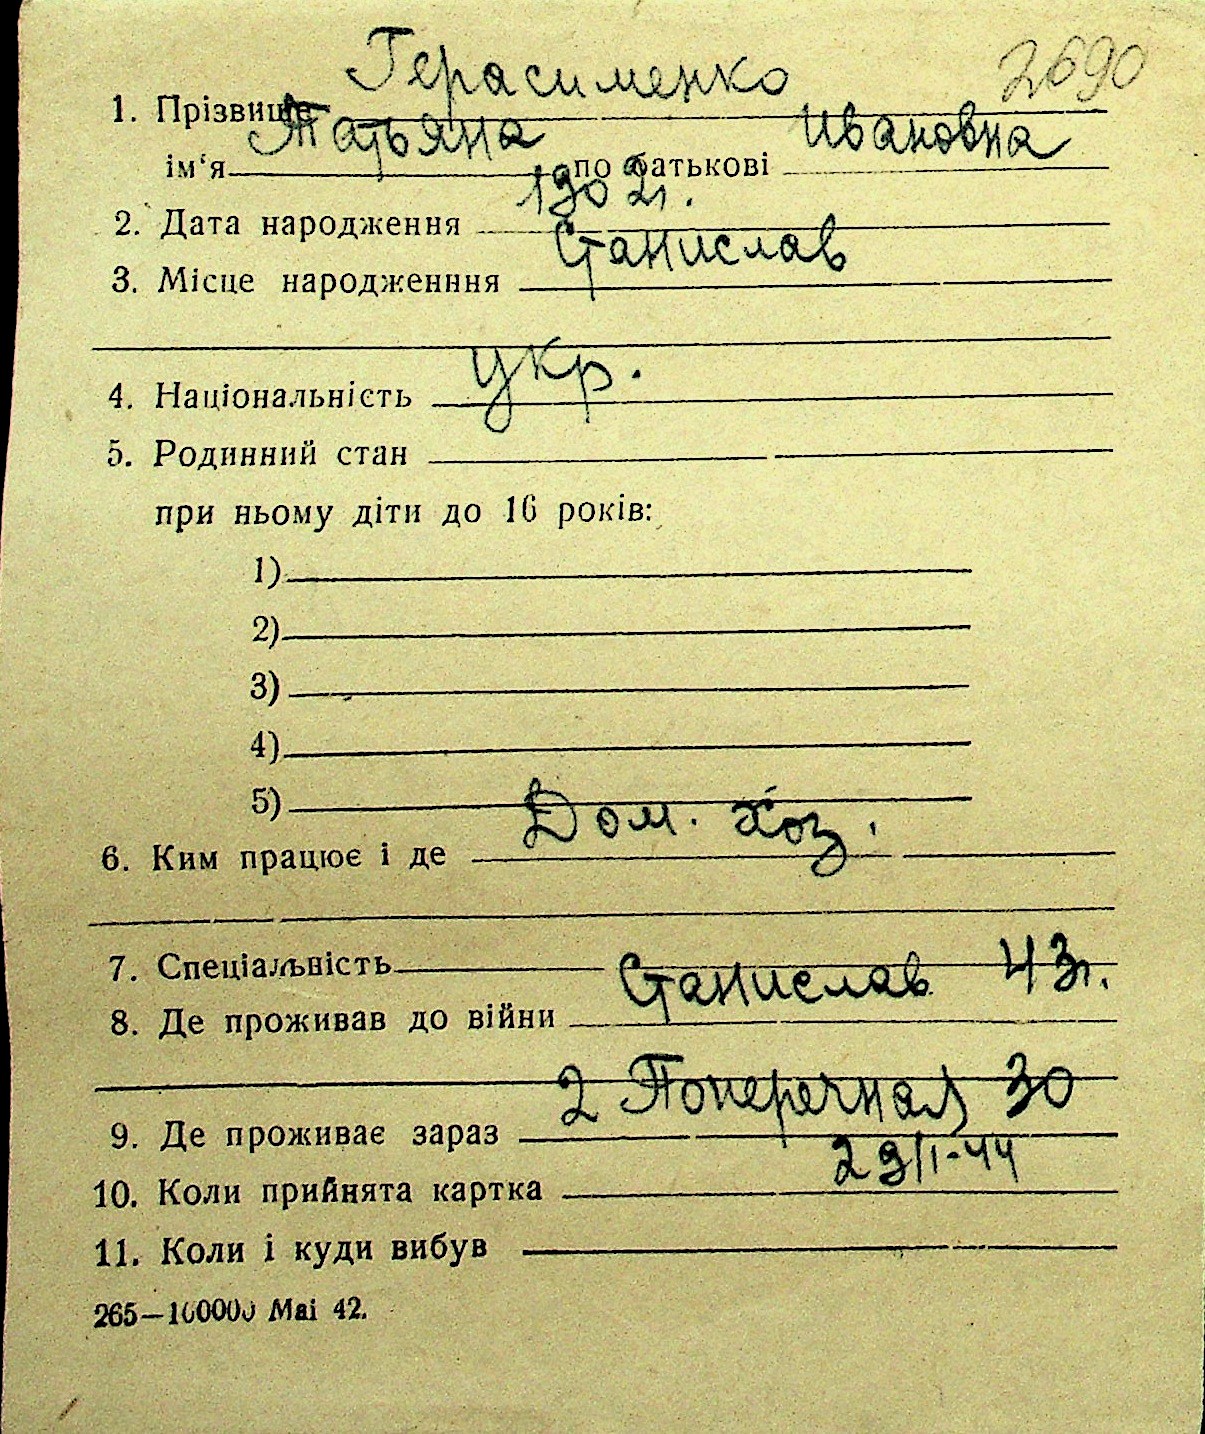 2690
1. Прізвище Герасименко
ім'я Татьяна по батькові Ивановна
2. Дата народження 1902 г.
3. Місце народженння Станислав
4. Національність укр.
5. Родинний стан
при ньому діти до 16 років:
1)
2)
3)
4)
5)
6. Ким працює і де Дом. хоз.
7. Спеціальність
8. Де проживав до війни Станислав 43г.
9. Де проживає зараз 2 Поперечная 30
10. Коли прийнята картка 29/I-44
11. Коли і куди вибув
265—100000 Mai 42.